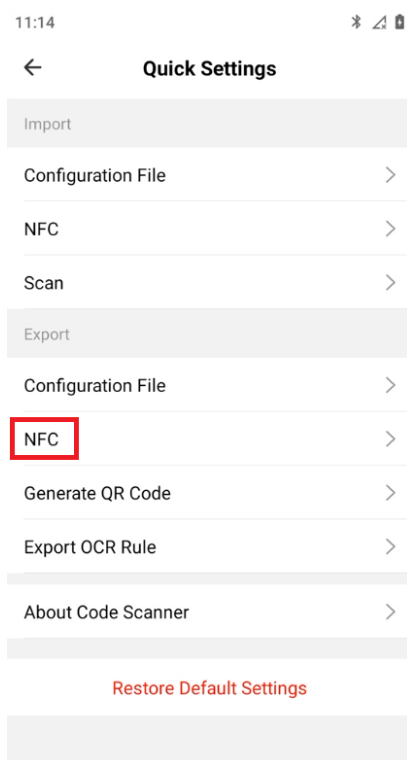 11:14
Quick Settings
Import
Configuration File
NFC
Scan
Export
Configuration File
NFC
Generate QR Code
Export OCR Rule
About Code Scanner
Restore Default Settings